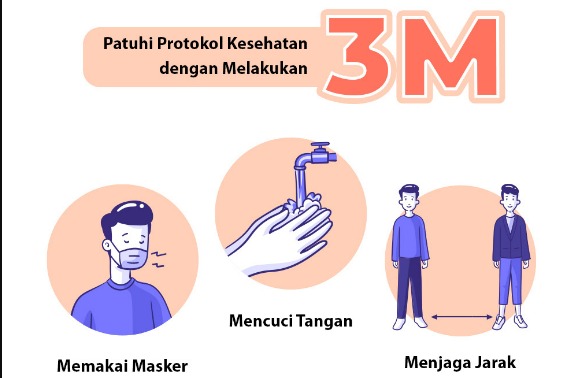 Patuhi Protokol Kesehatan
dengan Melakukan
3M
Memakai Masker
Mencuci Tangan
Menjaga Jarak